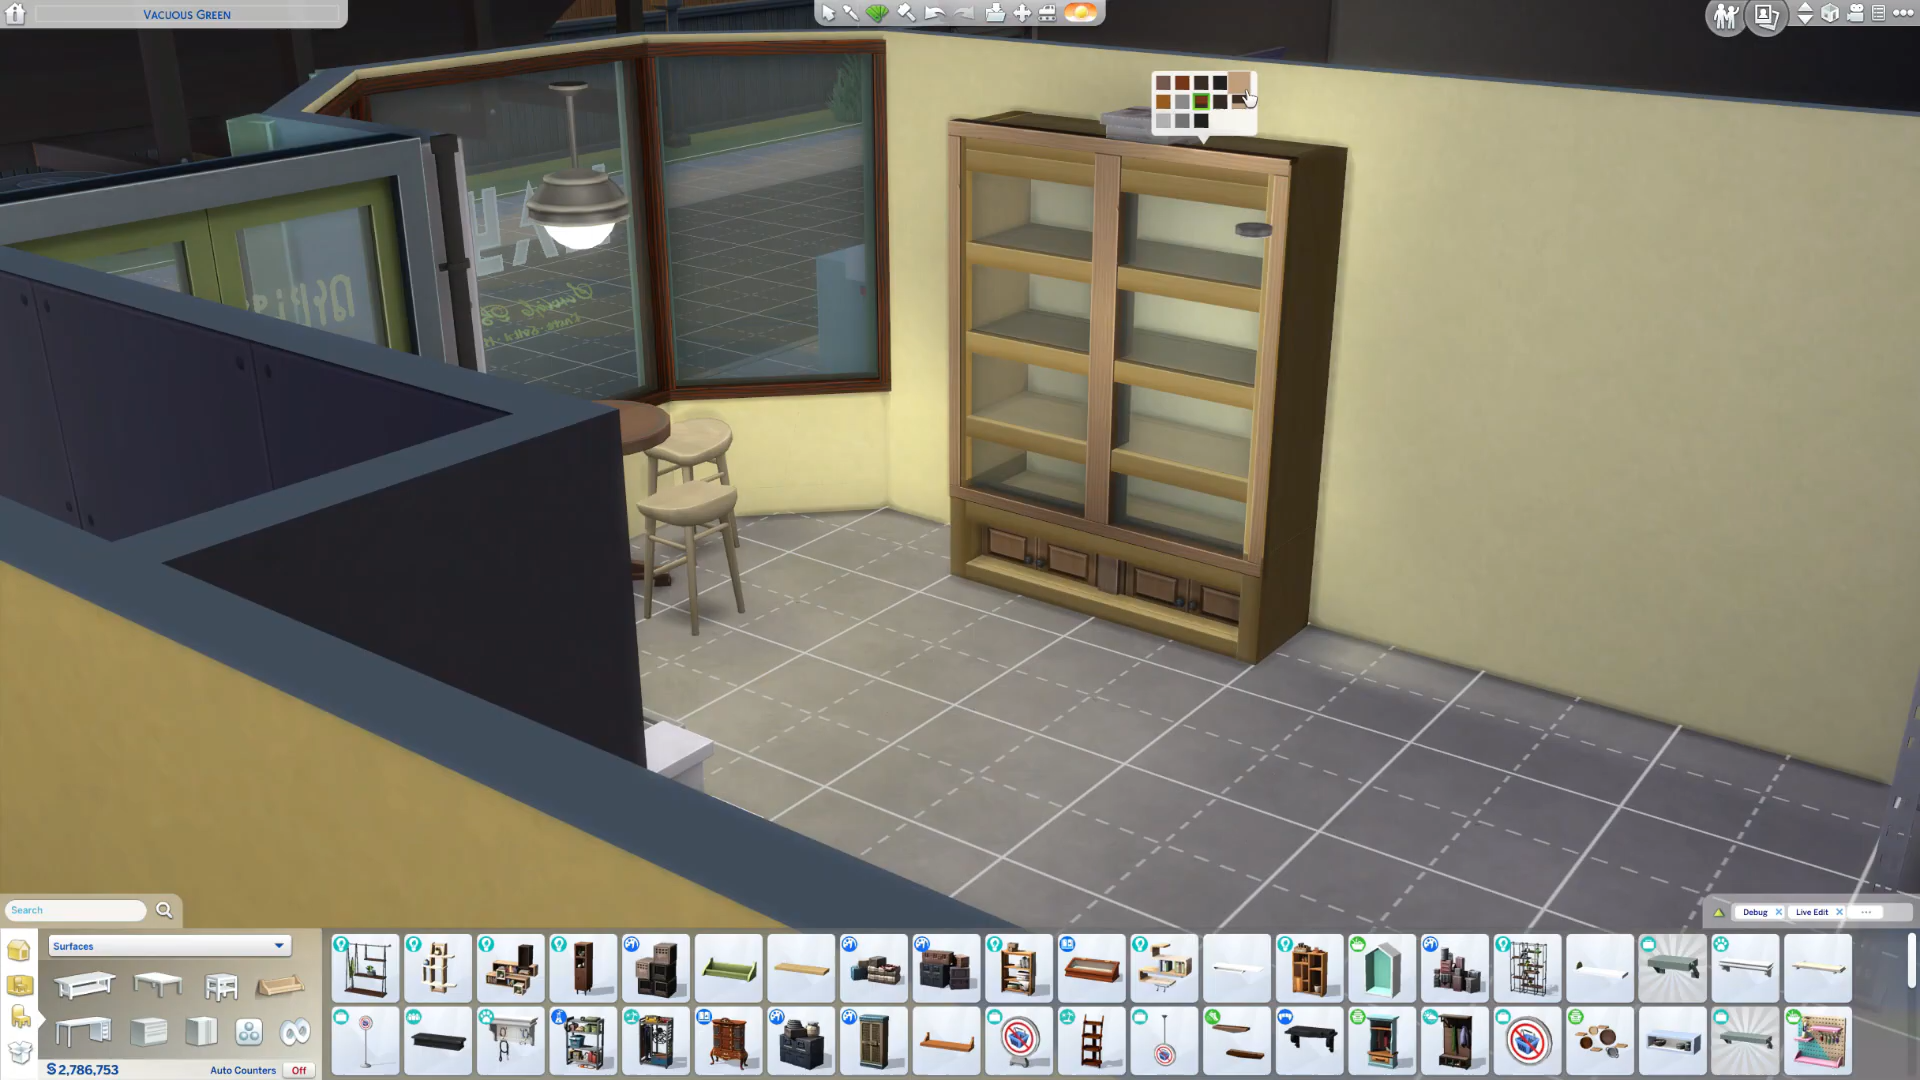 Vacuous Green
Search
Debug
Live Edit
Surfaces
§2,786,753
Auto Counters
Off